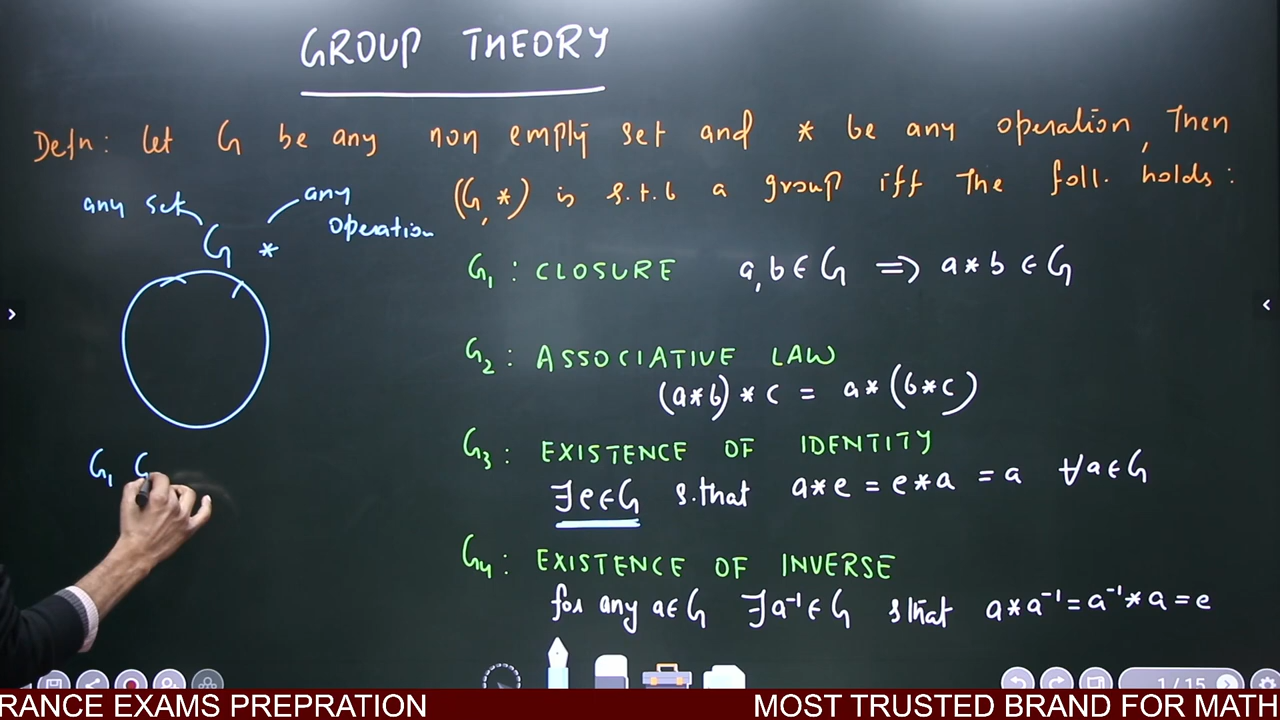 GROUP THEORY
Defn: let G be any non empty set and * be any operation, Then
(G, *) is s.t.b a group iff The foll. holds:
any set
any operation
G *
G₁ : CLOSURE a, b ∈ G ⟹ a * b ∈ G
G₂ : ASSOCIATIVE LAW
(a*b) * c = a * (b*c)
G₃ : EXISTENCE OF IDENTITY
∃ e ∈ G s.that a*e = e*a = a ∀ a ∈ G
G₄ : EXISTENCE OF INVERSE
for any a ∈ G ∃ a⁻¹ ∈ G s that a * a⁻¹ = a⁻¹ * a = e
G₁ G
1 / 15
RANCE EXAMS PREPRATION
MOST TRUSTED BRAND FOR MATH